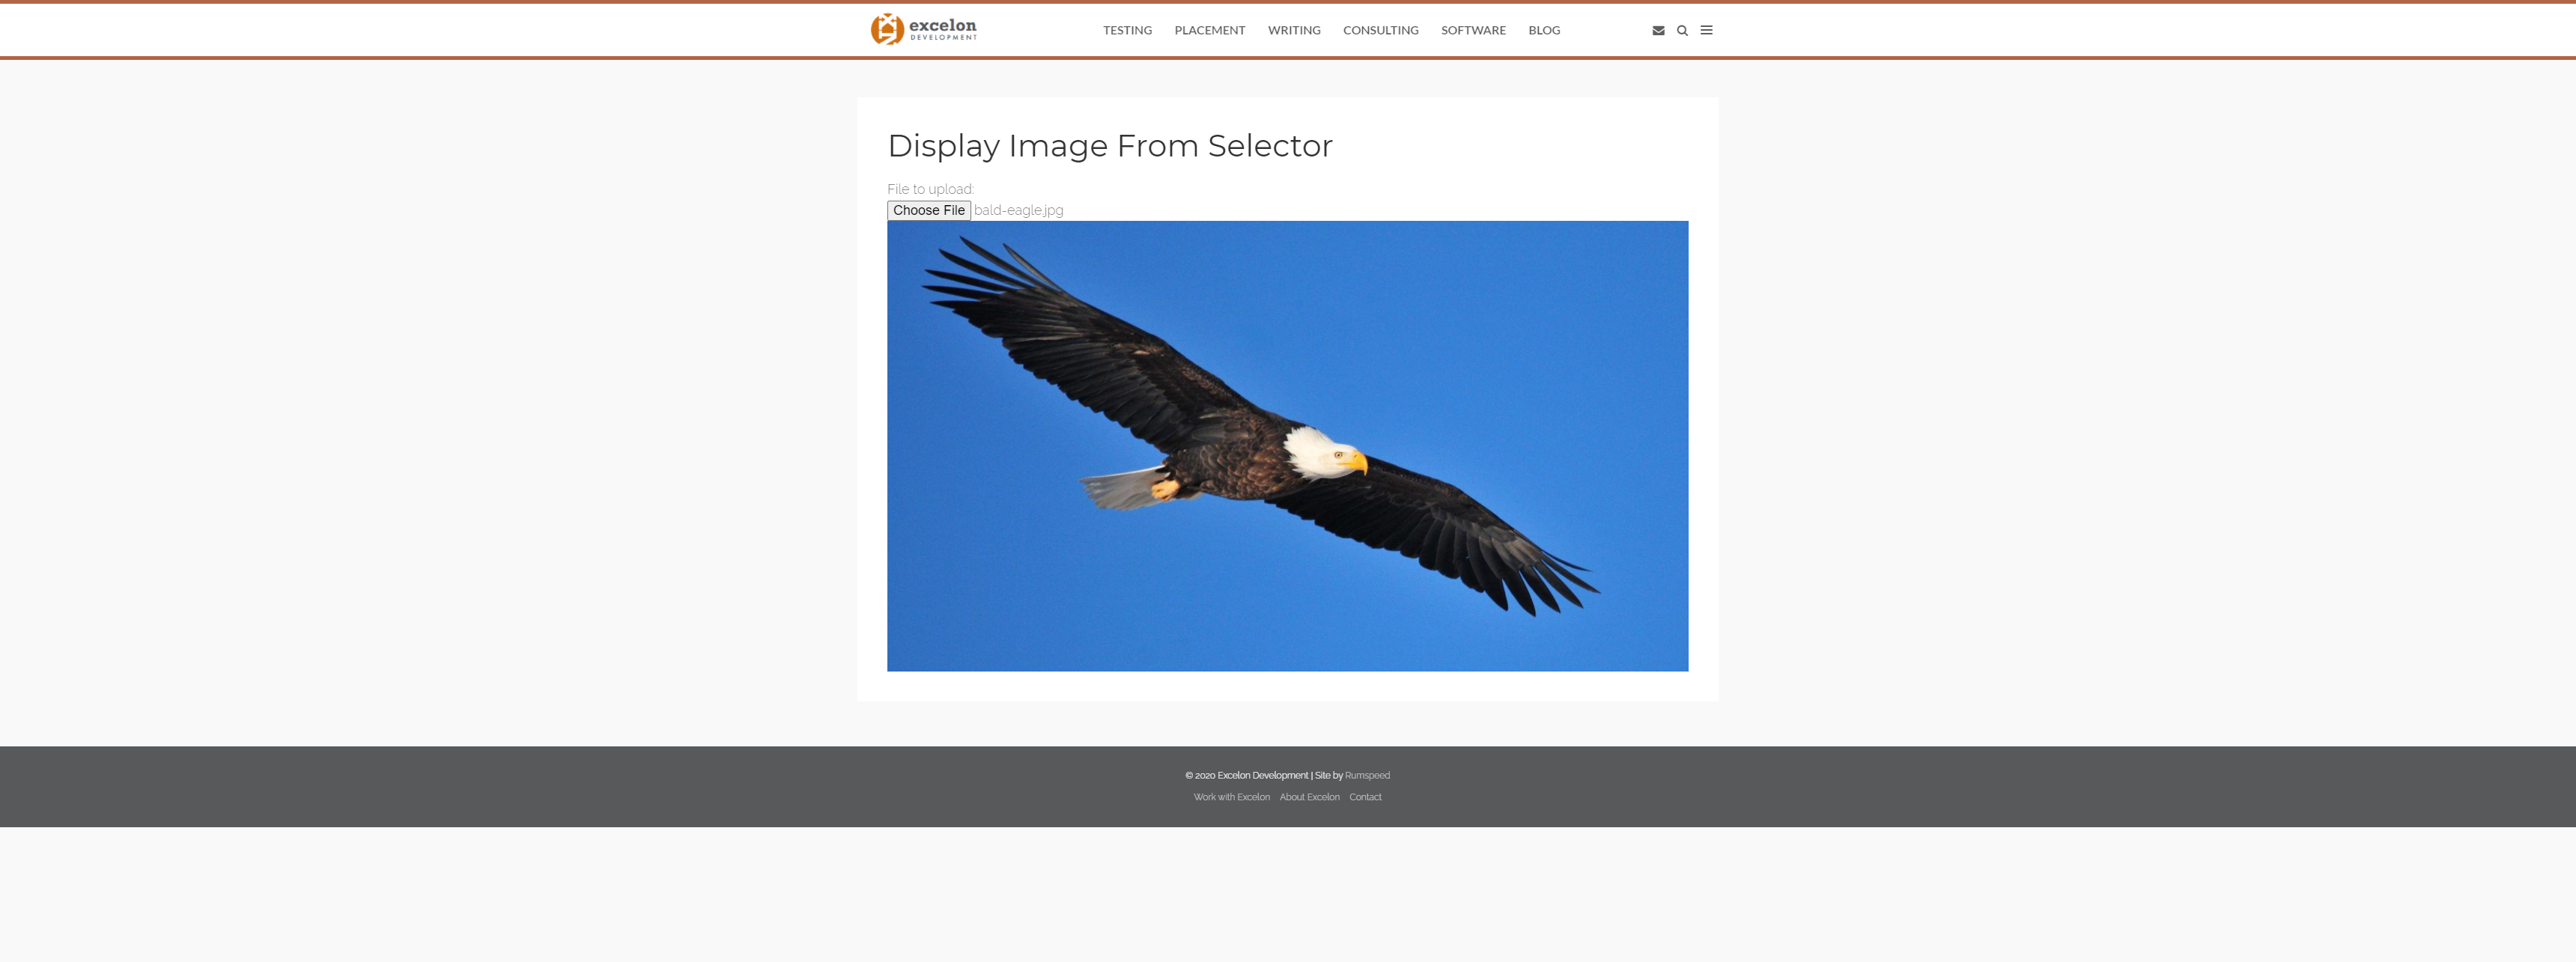 excelon
DEVELOPMENT
TESTING PLACEMENT WRITING CONSULTING SOFTWARE BLOG
Display Image From Selector
File to upload:
Choose File bald-eagle.jpg
© 2020 Excelon Development | Site by Rumspeed
Work with Excelon About Excelon Contact